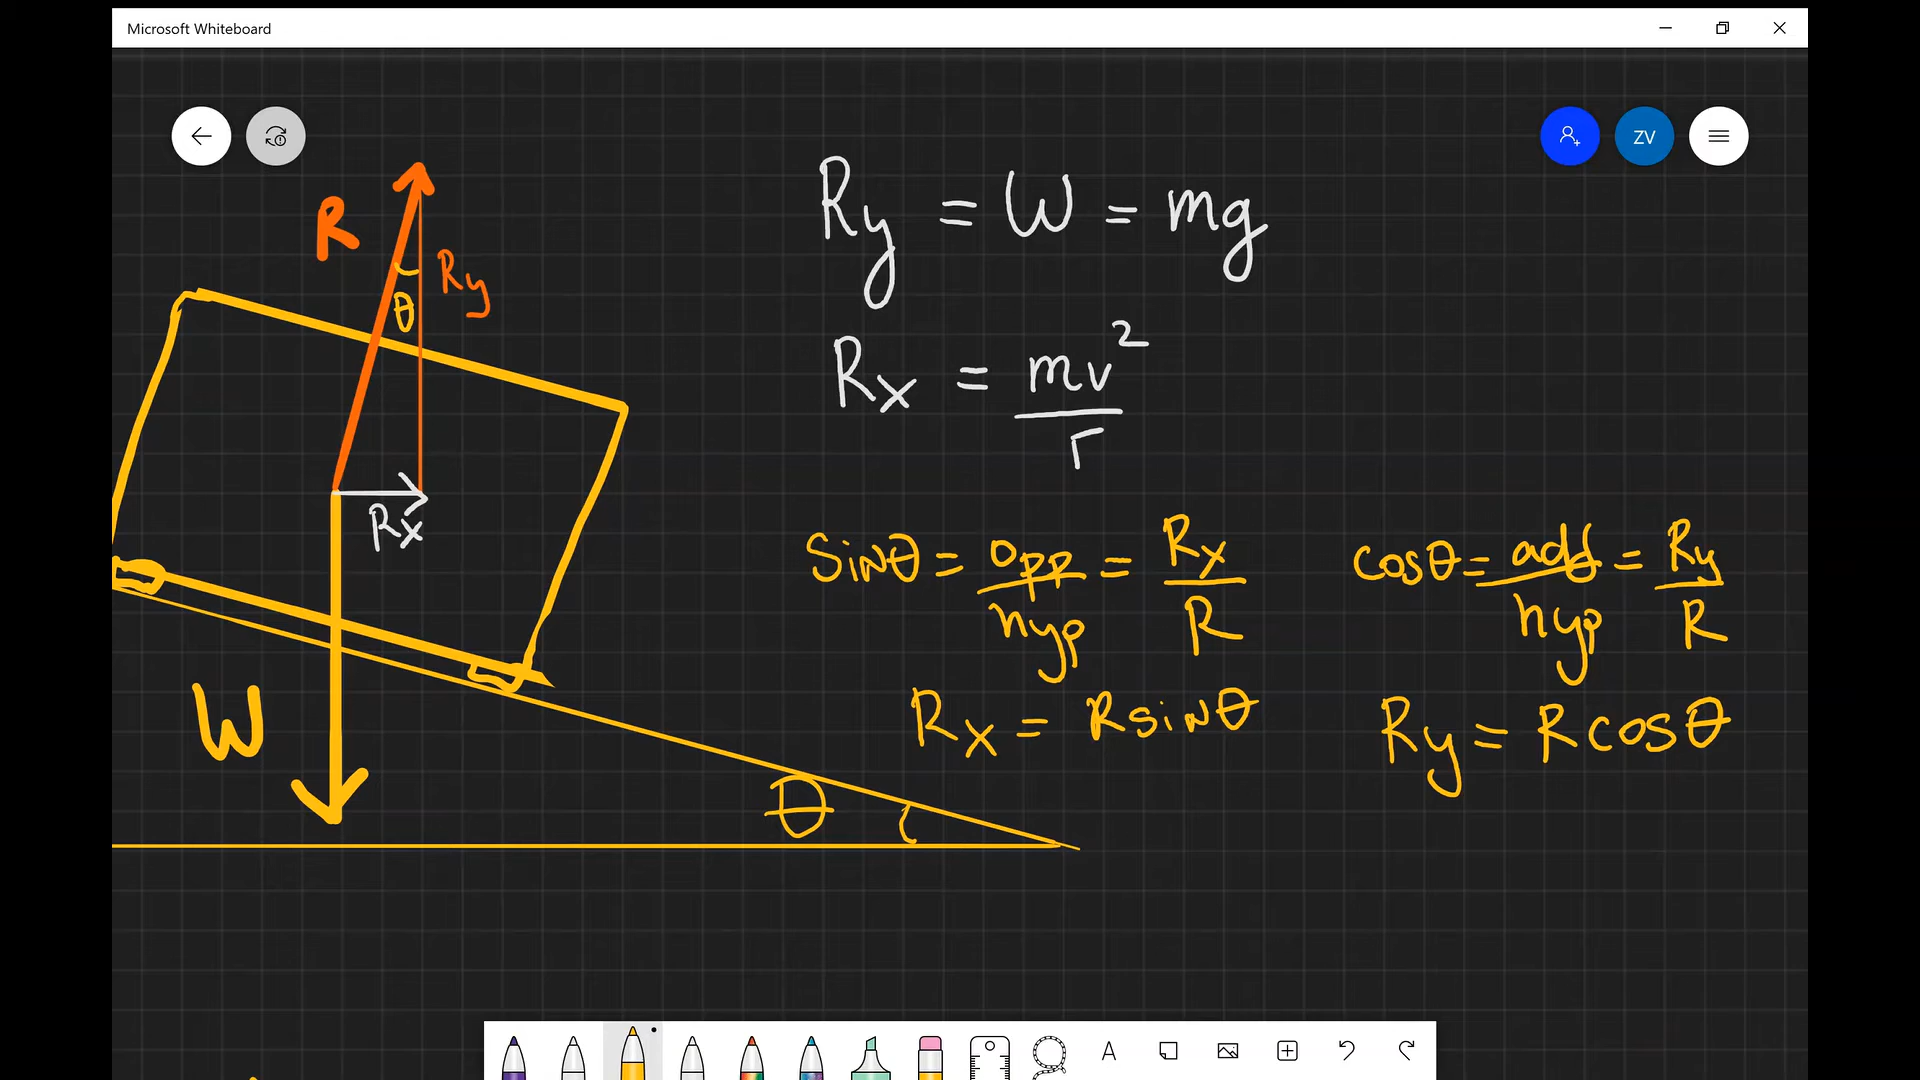 Microsoft Whiteboard
ZV
R
Ry
θ
Rx
W
θ
Ry = W = mg
Rx = mv²/r
sinθ = opp/hyp = Rx/R
cosθ = adj/hyp = Ry/R
Rx = Rsinθ
Ry = Rcosθ
A